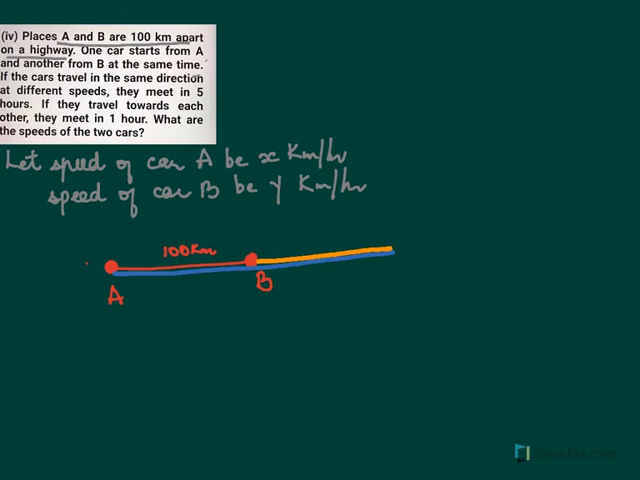 (iv) Places A and B are 100 km apart
on a highway. One car starts from A
and another from B at the same time.
If the cars travel in the same direction
at different speeds, they meet in 5
hours. If they travel towards each
other, they meet in 1 hour. What are
the speeds of the two cars?
Let speed of car A be x Km/hr
speed of car B be y Km/hr
100Km
A
B
ShowMe.com